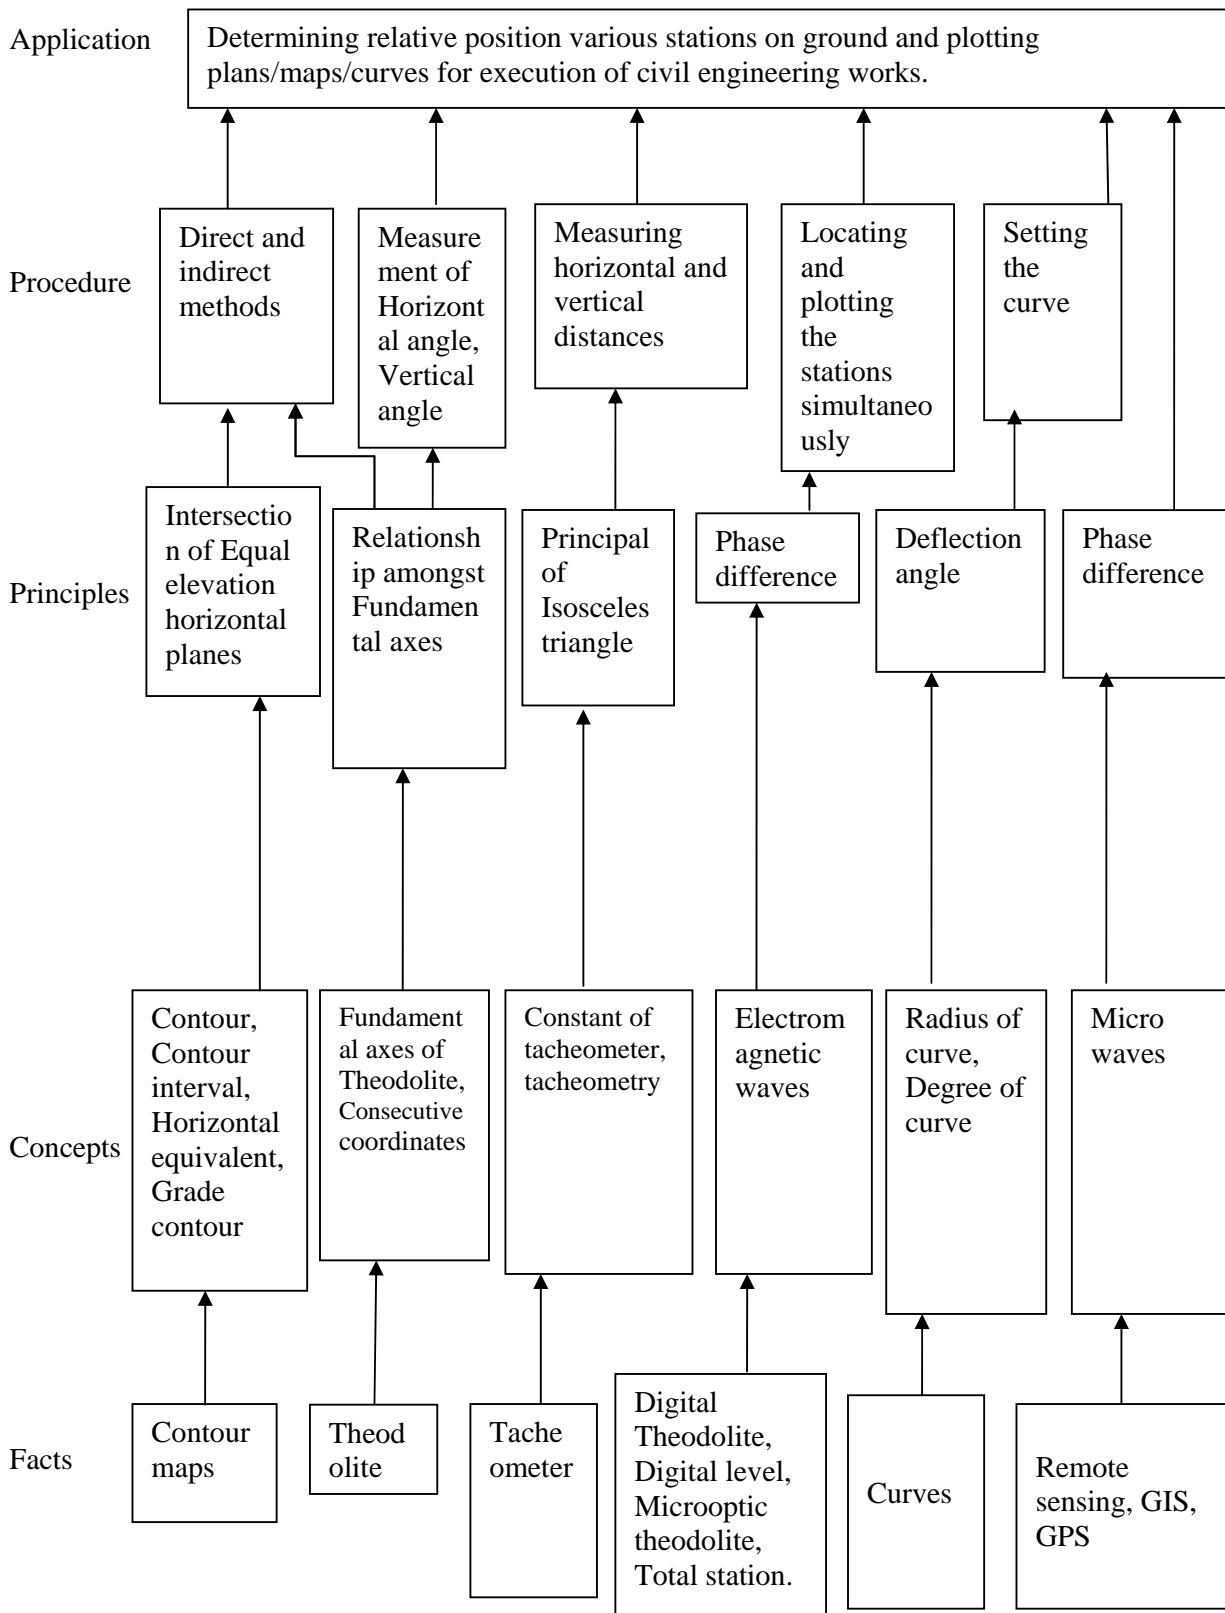 Application
Determining relative position various stations on ground and plotting
plans/maps/curves for execution of civil engineering works.
Procedure
Direct and
indirect
methods
Measure
ment of
Horizont
al angle,
Vertical
angle
Measuring
horizontal and
vertical
distances
Locating
and
plotting
the
stations
simultaneo
usly
Setting
the
curve
Principles
Intersectio
n of Equal
elevation
horizontal
planes
Relationsh
ip amongst
Fundamen
tal axes
Principal
of
Isosceles
triangle
Phase
difference
Deflection
angle
Phase
difference
Concepts
Contour,
Contour
interval,
Horizontal
equivalent,
Grade
contour
Fundament
al axes of
Theodolite,
Consecutive
coordinates
Constant of
tacheometer,
tacheometry
Electrom
agnetic
waves
Radius of
curve,
Degree of
curve
Micro
waves
Facts
Contour
maps
Theod
olite
Tache
ometer
Digital
Theodolite,
Digital level,
Microoptic
theodolite,
Total station.
Curves
Remote
sensing, GIS,
GPS